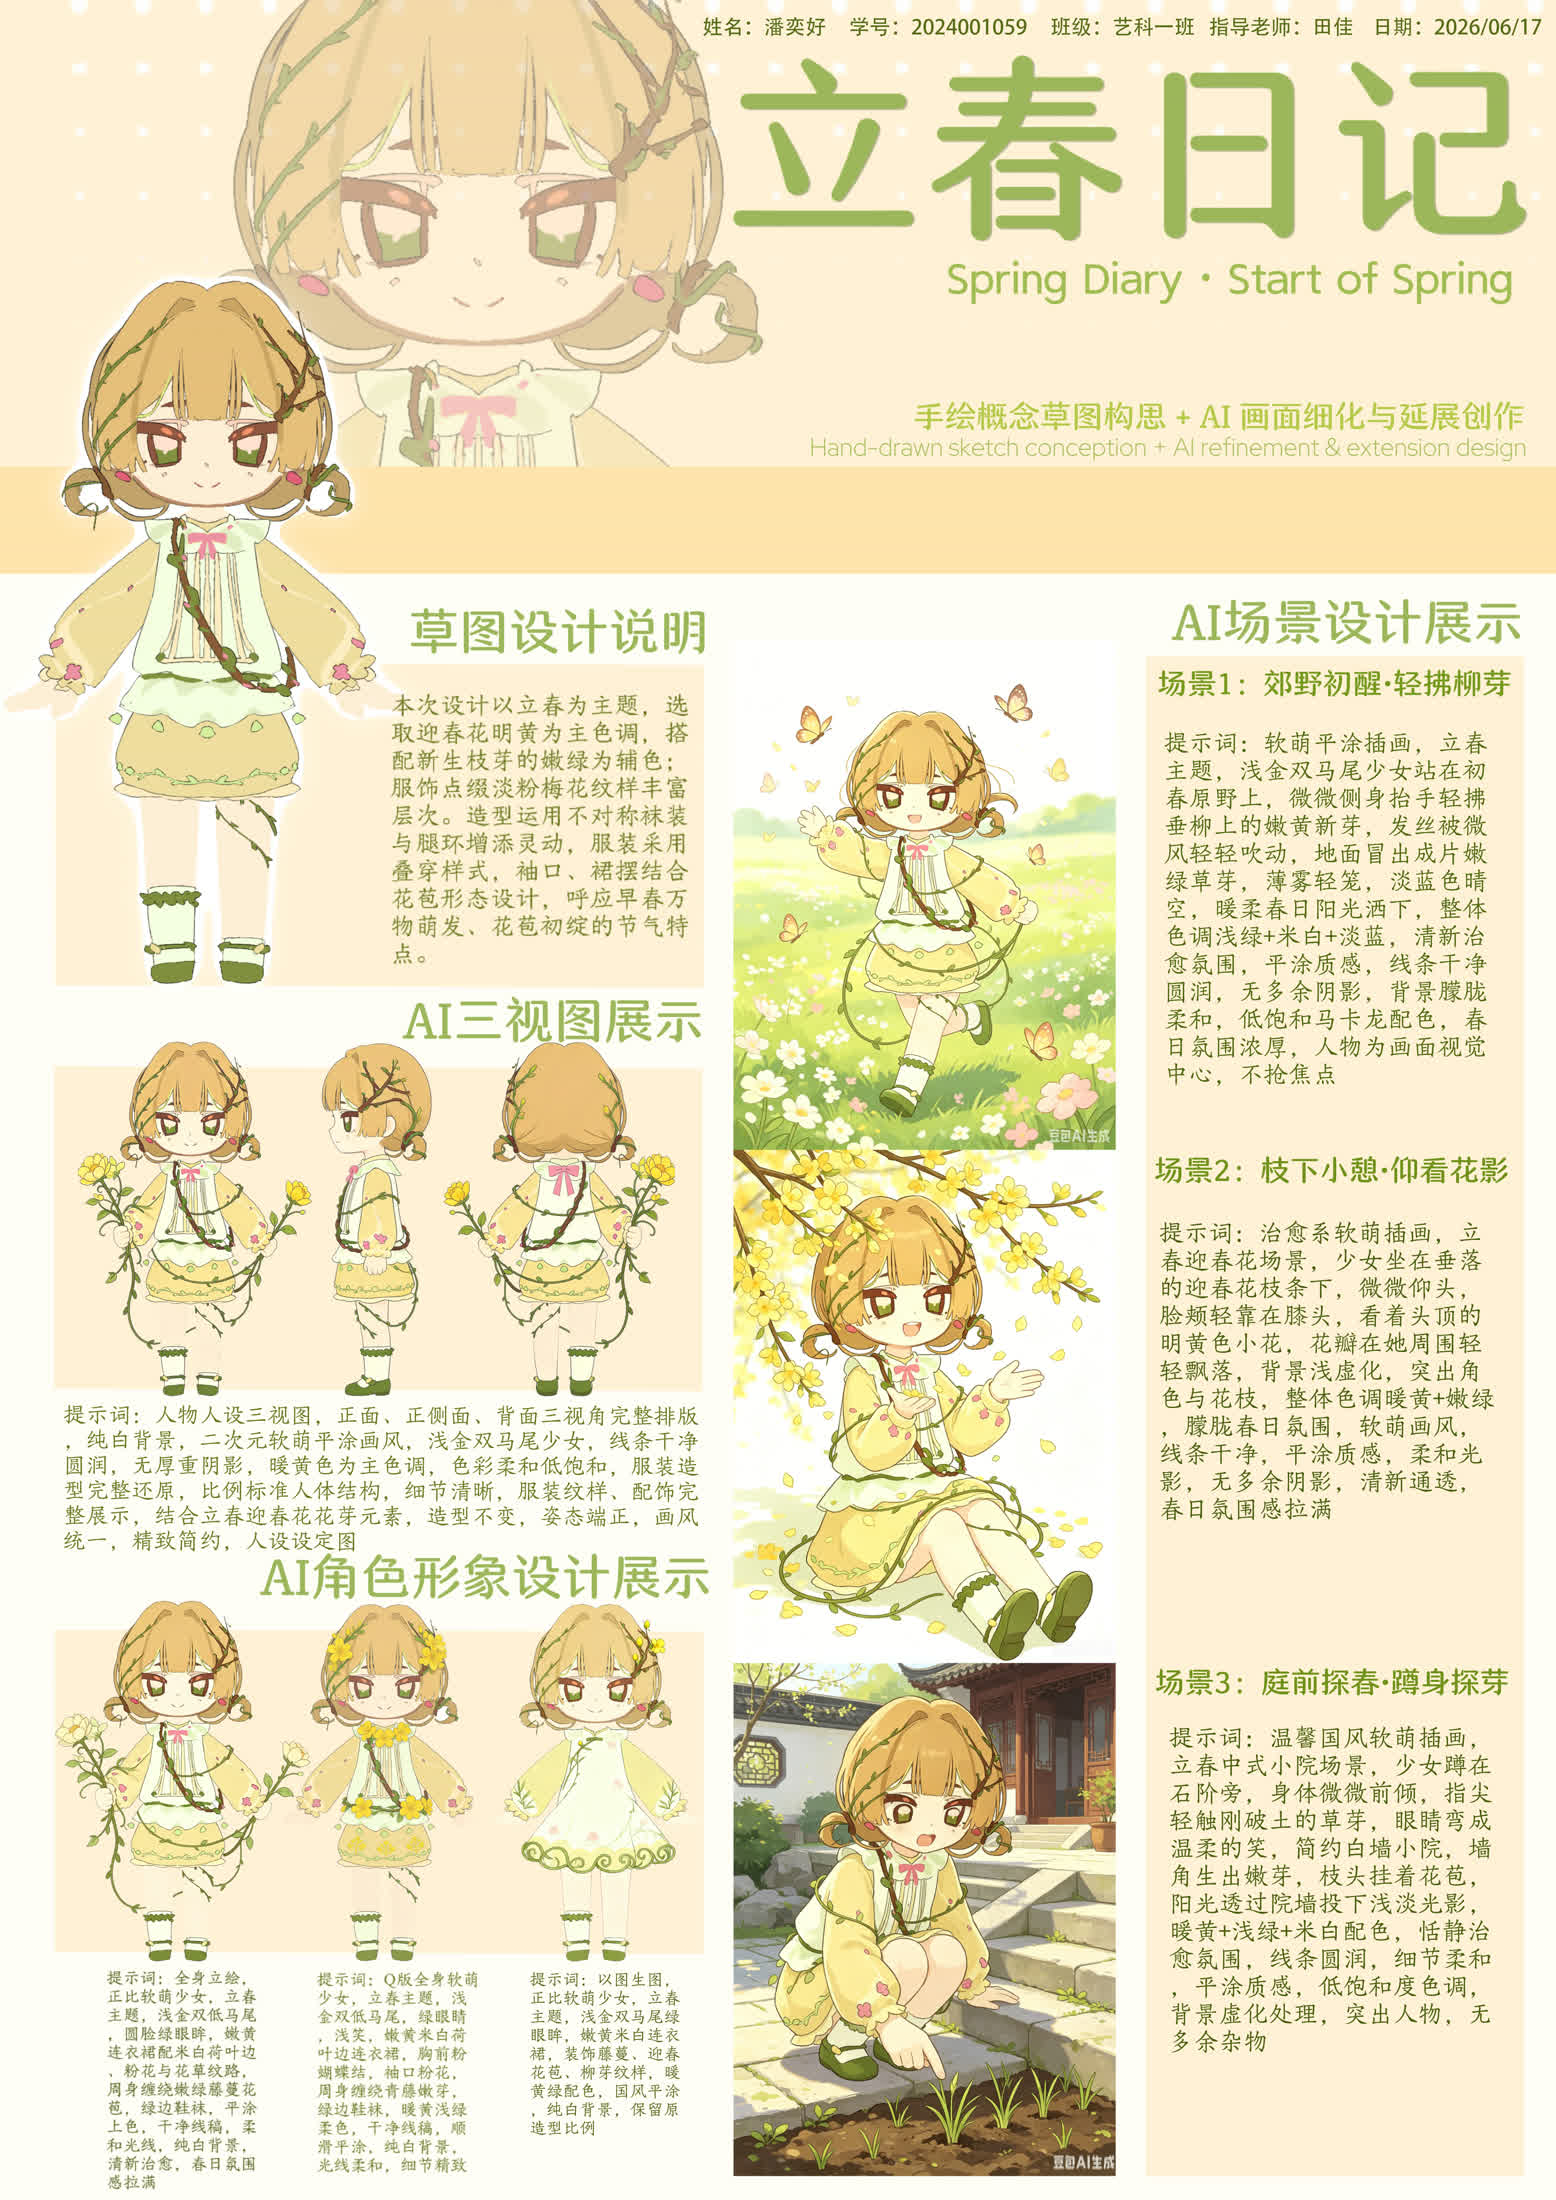 姓名：潘奕好 学号：2024001059 班级：艺科一班 指导老师：田佳 日期：2026/06/17
立春日记
Spring Diary · Start of Spring
手绘概念草图构思 + AI 画面细化与延展创作
Hand-drawn sketch conception + AI refinement & extension design
草图设计说明
本次设计以立春为主题，选
取迎春花明黄为主色调，搭
配新生枝芽的嫩绿为辅色；
服饰点缀淡粉梅花纹样丰富
层次。造型运用不对称袜装
与腿环增添灵动，服装采用
叠穿样式，袖口、裙摆结合
花苞形态设计，呼应早春万
物萌发、花苞初绽的节气特
点。
AI三视图展示
提示词：人物人设三视图，正面、正侧面、背面三视角完整排版
，纯白背景，二次元软萌平涂画风，浅金双马尾少女，线条干净
圆润，无厚重阴影，暖黄色为主色调，色彩柔和低饱和，服装造
型完整还原，比例标准人体结构，细节清晰，服装纹样、配饰完
整展示，结合立春迎春花花芽元素，造型不变，姿态端正，画风
统一，精致简约，人设设定图
AI角色形象设计展示
提示词：全身立绘，
正比软萌少女，立春
主题，浅金双低马尾
，圆脸绿眼眸，嫩黄
连衣裙配米白荷叶边
、粉花与花草纹路，
周身缠绕嫩绿藤蔓花
苞，绿边鞋袜，平涂
上色，干净线稿，柔
和光线，纯白背景，
清新治愈，春日氛围
感拉满
提示词：Q版全身软萌
少女，立春主题，浅
金双低马尾，绿眼睛
，浅笑，嫩黄米白荷
叶边连衣裙，胸前粉
蝴蝶结，袖口粉花，
周身缠绕青藤嫩芽，
绿边鞋袜，暖黄浅绿
柔色，干净线稿，顺
滑平涂，纯白背景，
光线柔和，细节精致
提示词：以图生图，
正比软萌少女，立春
主题，浅金双马尾绿
眼眸，嫩黄米白连衣
裙，装饰藤蔓、迎春
花苞、柳芽纹样，暖
黄绿配色，国风平涂
，纯白背景，保留原
造型比例
豆包AI生成
豆包AI生成
AI场景设计展示
场景1：郊野初醒·轻拂柳芽
提示词：软萌平涂插画，立春
主题，浅金双马尾少女站在初
春原野上，微微侧身抬手轻拂
垂柳上的嫩黄新芽，发丝被微
风轻轻吹动，地面冒出成片嫩
绿草芽，薄雾轻笼，淡蓝色晴
空，暖柔春日阳光洒下，整体
色调浅绿+米白+淡蓝，清新治
愈氛围，平涂质感，线条干净
圆润，无多余阴影，背景朦胧
柔和，低饱和马卡龙配色，春
日氛围浓厚，人物为画面视觉
中心，不抢焦点
场景2：枝下小憩·仰看花影
提示词：治愈系软萌插画，立
春迎春花场景，少女坐在垂落
的迎春花枝条下，微微仰头，
脸颊轻靠在膝头，看着头顶的
明黄色小花，花瓣在她周围轻
轻飘落，背景浅虚化，突出角
色与花枝，整体色调暖黄+嫩绿
，朦胧春日氛围，软萌画风，
线条干净，平涂质感，柔和光
影，无多余阴影，清新通透，
春日氛围感拉满
场景3：庭前探春·蹲身探芽
提示词：温馨国风软萌插画，
立春中式小院场景，少女蹲在
石阶旁，身体微微前倾，指尖
轻触刚破土的草芽，眼睛弯成
温柔的笑，简约白墙小院，墙
角生出嫩芽，枝头挂着花苞，
阳光透过院墙投下浅淡光影，
暖黄+浅绿+米白配色，恬静治
愈氛围，线条圆润，细节柔和
，平涂质感，低饱和度色调，
背景虚化处理，突出人物，无
多余杂物